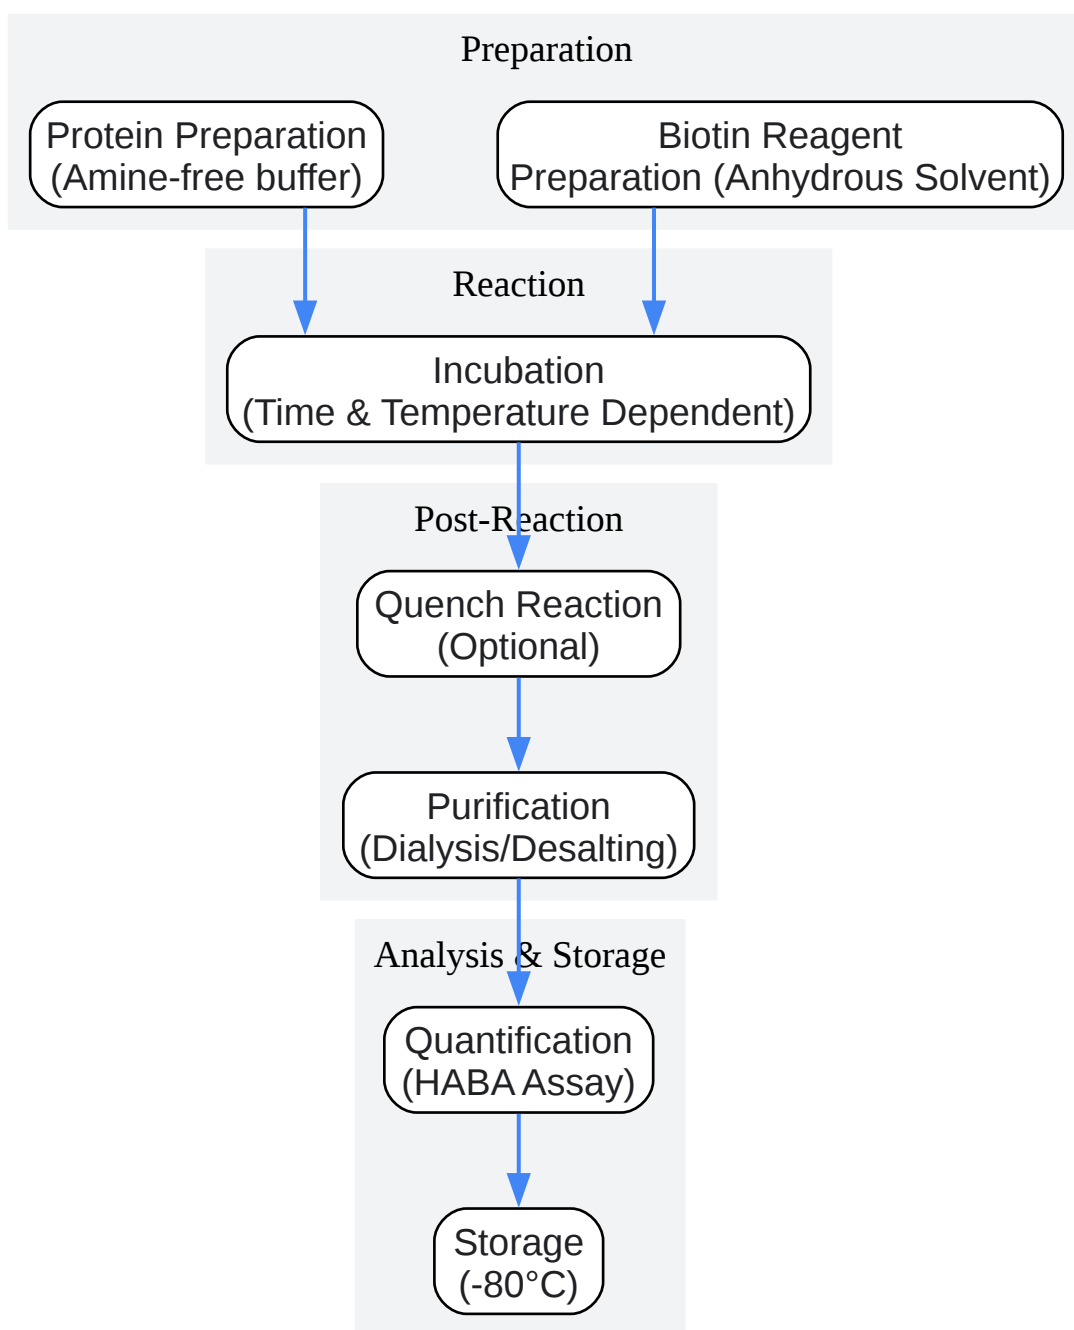 Preparation
Protein Preparation
(Amine-free buffer)
Biotin Reagent
Preparation (Anhydrous Solvent)
Reaction
Incubation
(Time & Temperature Dependent)
Post-Reaction
Quench Reaction
(Optional)
Purification
(Dialysis/Desalting)
Analysis & Storage
Quantification
(HABA Assay)
Storage
(-80°C)